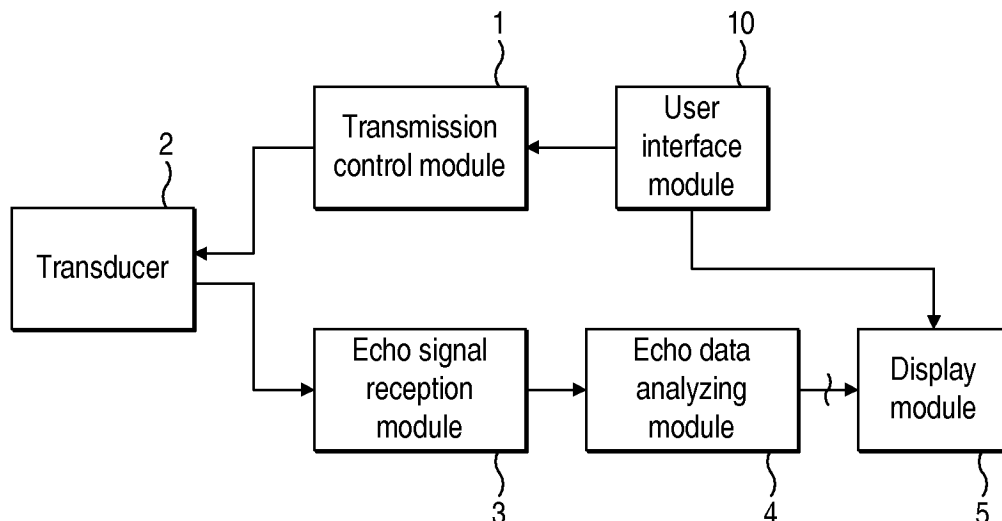 1
10
Transmission
control module
User
interface
module
2
Transducer
Echo signal
reception
module
Echo data
analyzing
module
Display
module
3
4
5